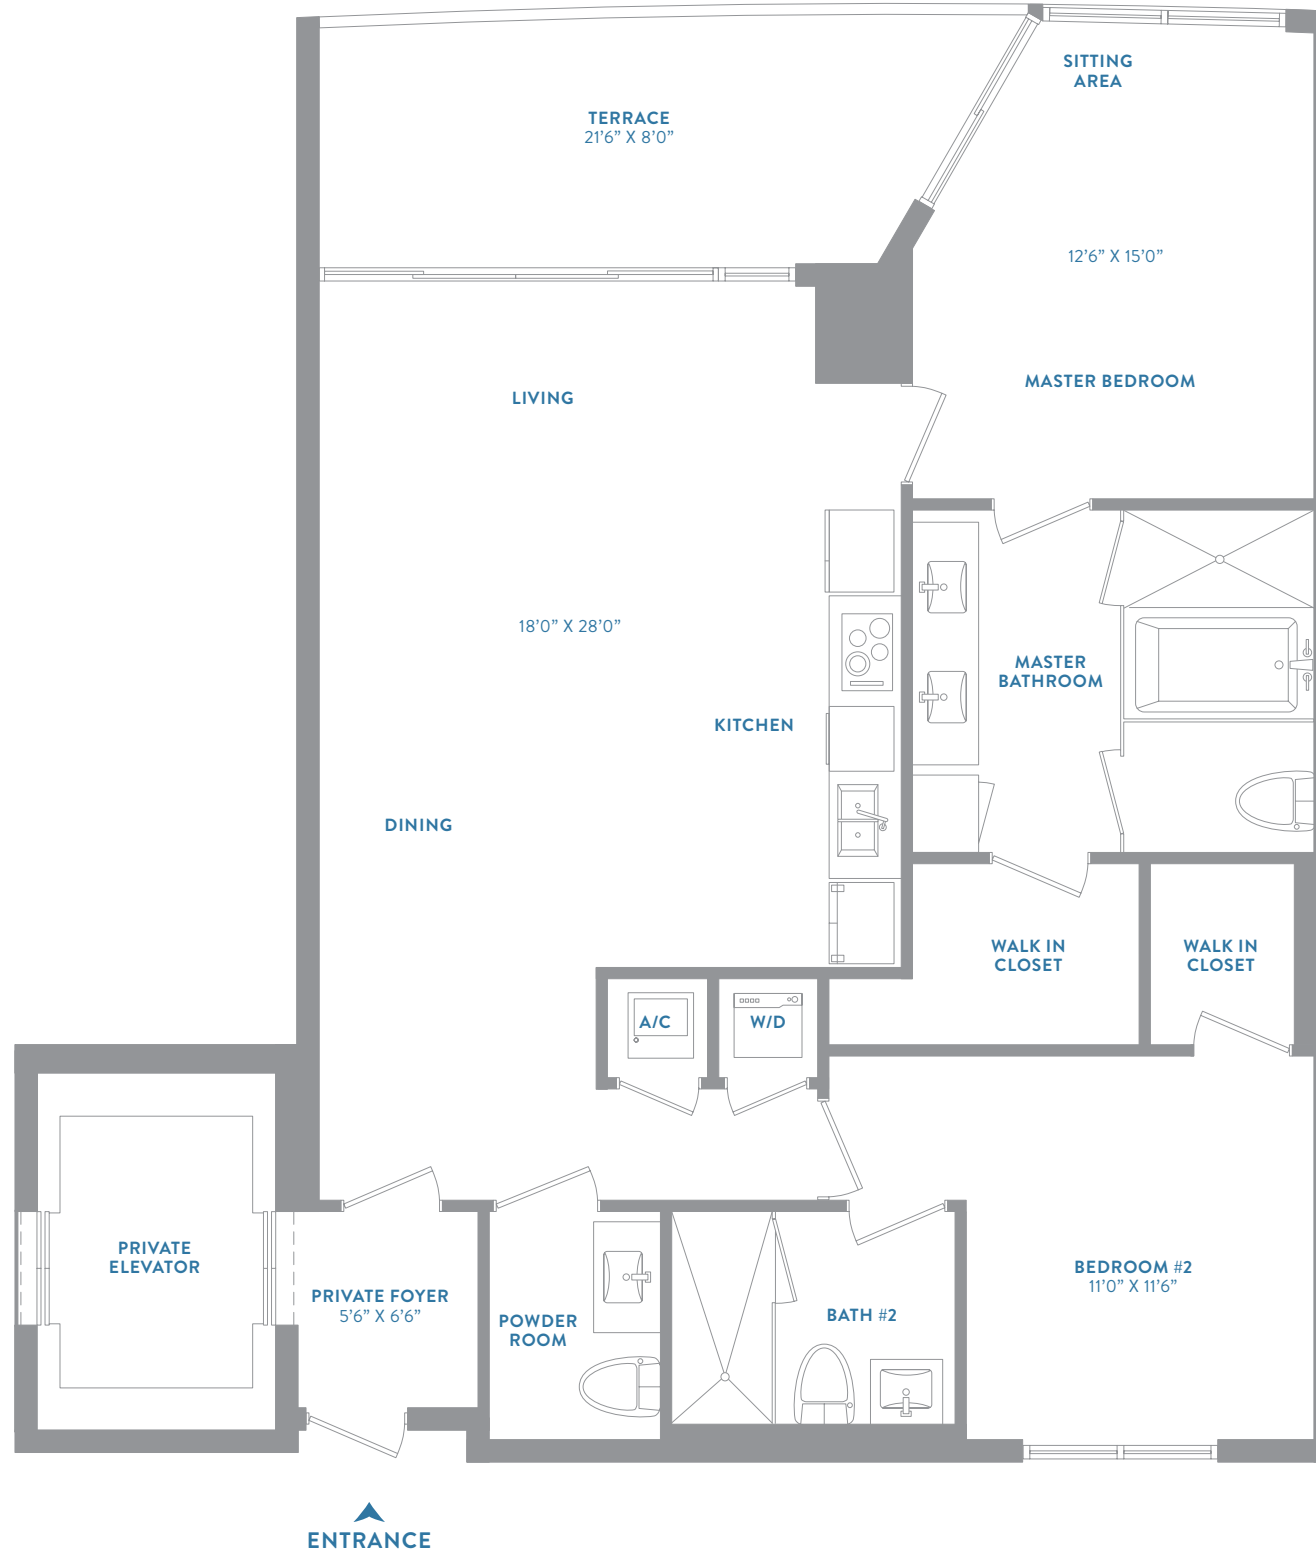 SITTING
AREA
TERRACE
21’6” X 8’0”
12’6” X 15’0”
MASTER BEDROOM
LIVING
18’0” X 28’0”
MASTER
BATHROOM
KITCHEN
DINING
WALK IN
CLOSET
WALK IN
CLOSET
A/C
W/D
PRIVATE
ELEVATOR
PRIVATE FOYER
5’6” X 6’6”
POWDER
ROOM
BATH #2
BEDROOM #2
11’0” X 11’6”
ENTRANCE